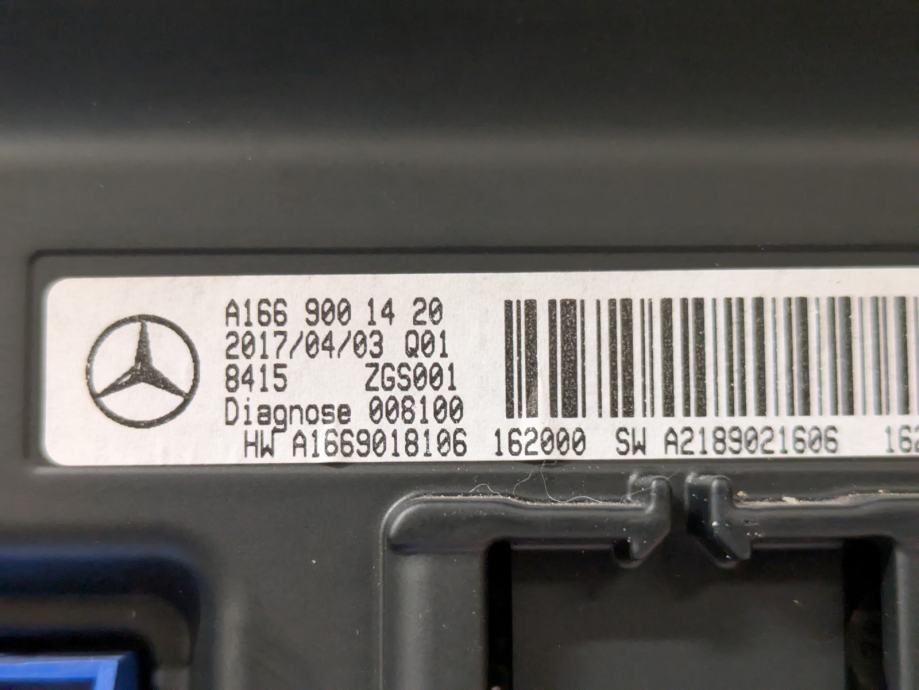 A166 900 14 20
2017/04/03 Q01
8415 ZGS001
Diagnose 008100
HW A1669018106 162000 SW A2189021606